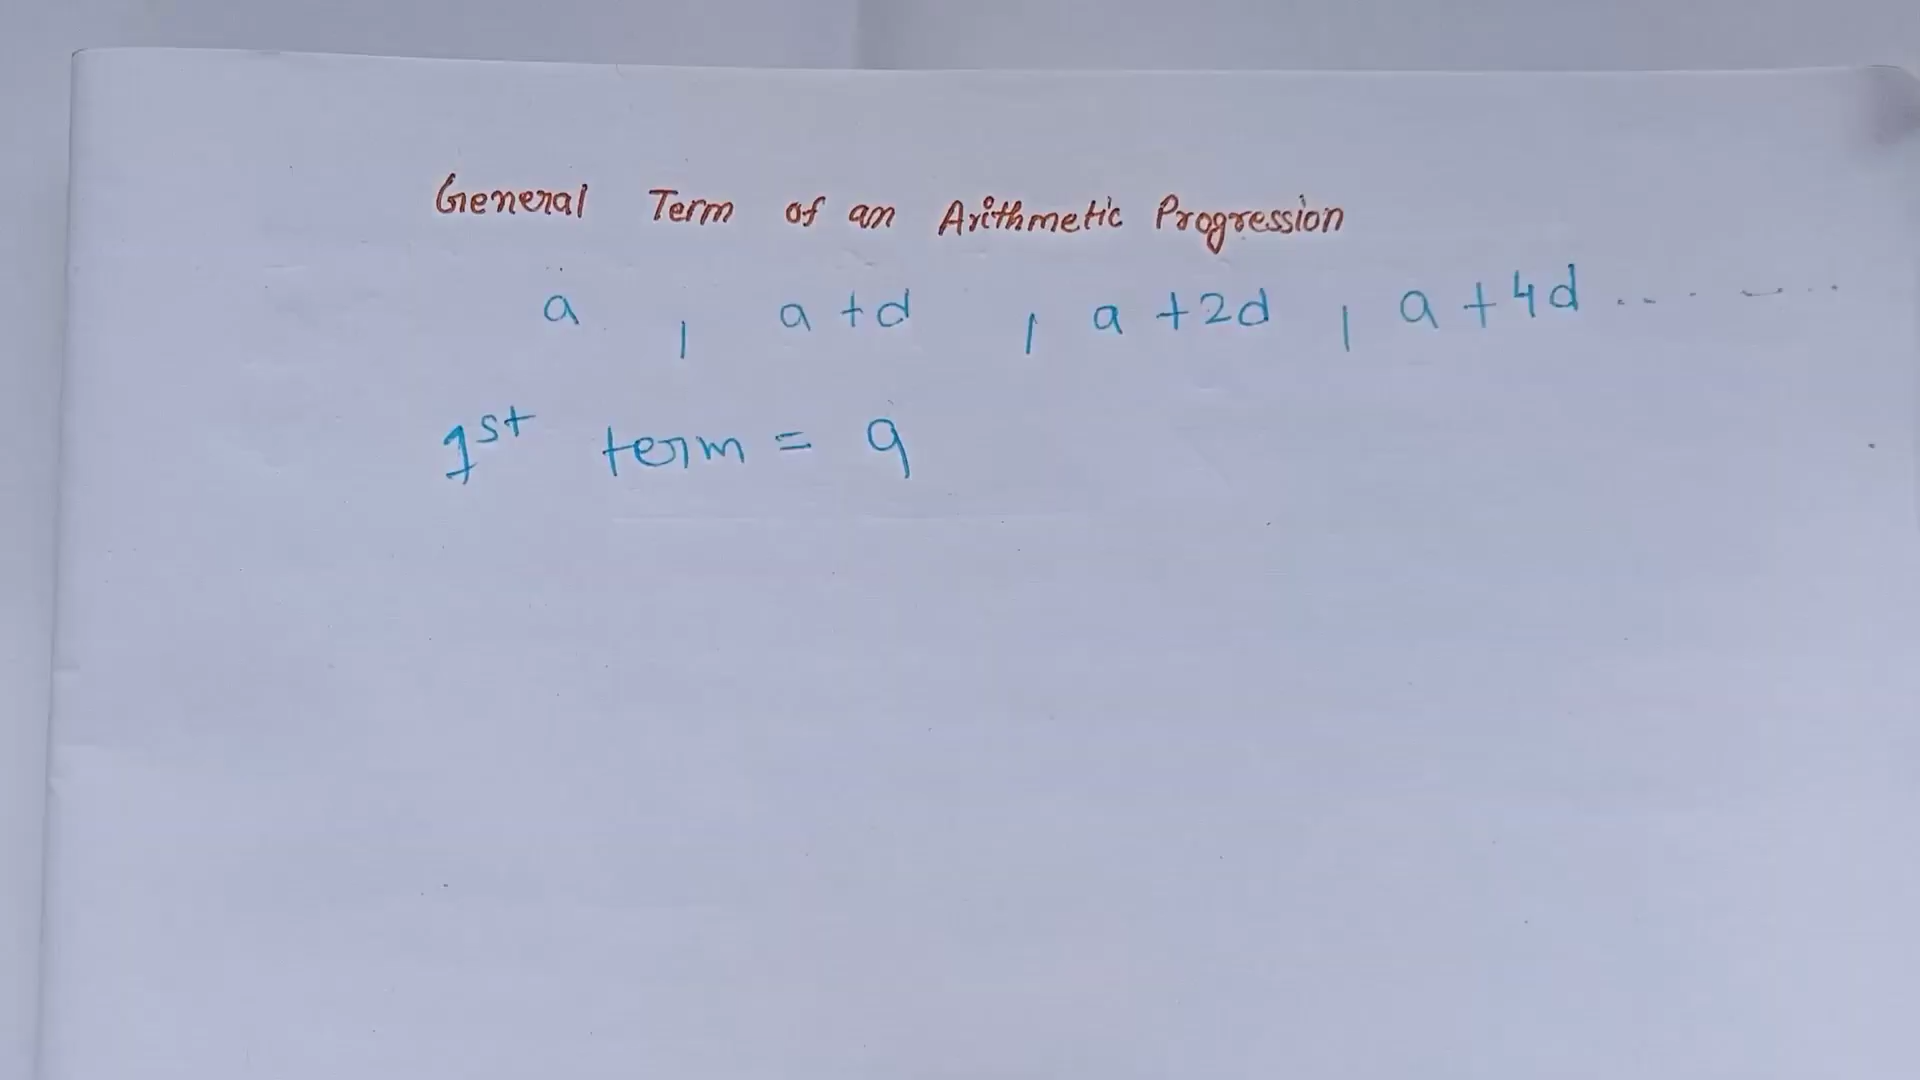 General Term of an Arithmetic Progression
a , a + d , a + 2d , a + 4d .... - ..
1st term = a